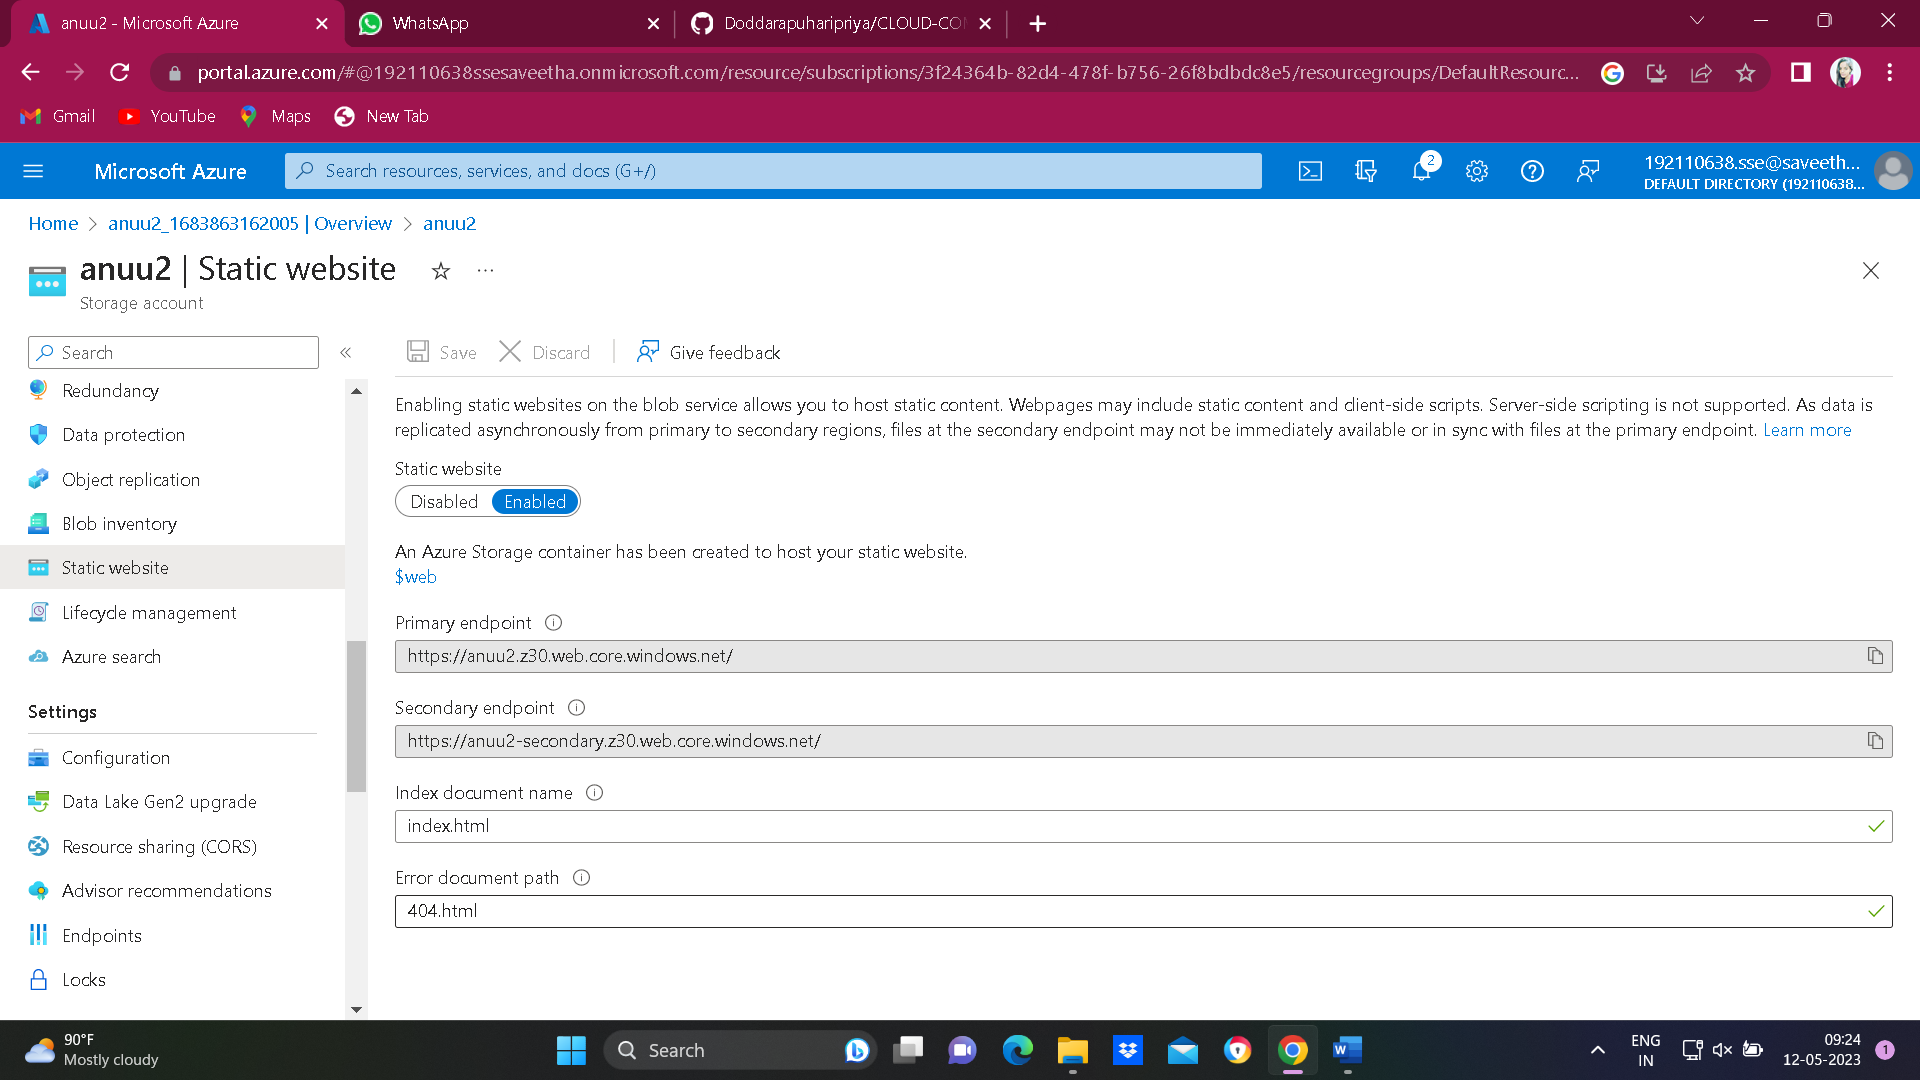 anuu2 - Microsoft Azure
WhatsApp
Doddarapuharipriya/CLOUD-CO
portal.azure.com/#@192110638ssesaveetha.onmicrosoft.com/resource/subscriptions/3f24364b-82d4-478f-b756-26f8bdbdc8e5/resourcegroups/DefaultResourc...
Gmail
YouTube
Maps
New Tab
Microsoft Azure
Search resources, services, and docs (G+/)
2
192110638.sse@saveeth...
DEFAULT DIRECTORY (192110638...
Home > anuu2_1683863162005 | Overview > anuu2
anuu2 | Static website
Storage account
Search
Save
Discard
Give feedback
Redundancy
Data protection
Object replication
Blob inventory
Static website
Lifecycle management
Azure search
Settings
Configuration
Data Lake Gen2 upgrade
Resource sharing (CORS)
Advisor recommendations
Endpoints
Locks
Enabling static websites on the blob service allows you to host static content. Webpages may include static content and client-side scripts. Server-side scripting is not supported. As data is
replicated asynchronously from primary to secondary regions, files at the secondary endpoint may not be immediately available or in sync with files at the primary endpoint. Learn more
Static website
Disabled Enabled
An Azure Storage container has been created to host your static website.
$web
Primary endpoint
https://anuu2.z30.web.core.windows.net/
Secondary endpoint
https://anuu2-secondary.z30.web.core.windows.net/
Index document name
index.html
Error document path
404.html
90°F
Mostly cloudy
Search
ENG
IN
09:24
12-05-2023
1